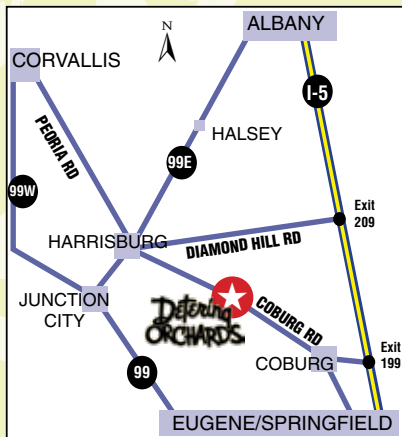 N
ALBANY
CORVALLIS
I-5
PEORIA RD
HALSEY
99E
99W
Exit
209
HARRISBURG
DIAMOND HILL RD
JUNCTION
CITY
Detering
ORCHARDS
COBURG RD
Exit
199
COBURG
99
EUGENE/SPRINGFIELD